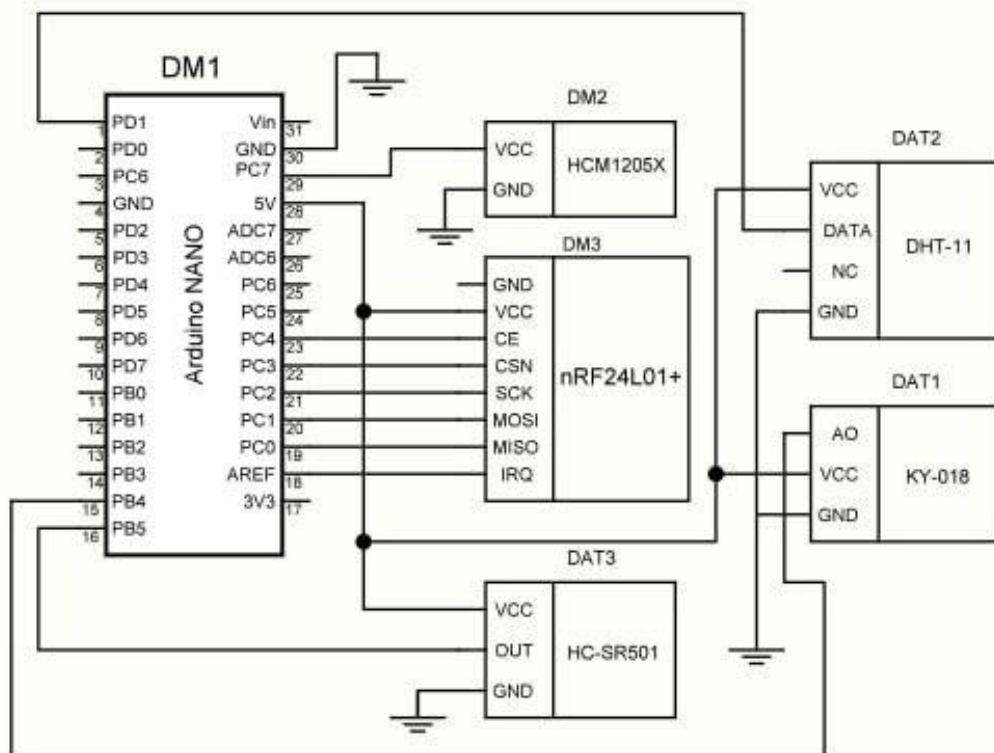 DM1
Arduino NANO
1 PD1
2 PD0
3 PC6
4 GND
5 PD2
6 PD3
7 PD4
8 PD5
9 PD6
10 PD7
11 PB0
12 PB1
13 PB2
14 PB3
15 PB4
16 PB5
Vin 31
GND 30
PC7 29
5V 28
ADC7 27
ADC6 26
PC6 25
PC5 24
PC4 23
PC3 22
PC2 21
PC1 20
PC0 19
AREF 18
3V3 17
DM2
VCC
GND
HCM1205X
DM3
GND
VCC
CE
CSN
SCK
MOSI
MISO
IRQ
nRF24L01+
DAT3
VCC
OUT
GND
HC-SR501
DAT2
VCC
DATA
NC
GND
DHT-11
DAT1
AO
VCC
GND
KY-018